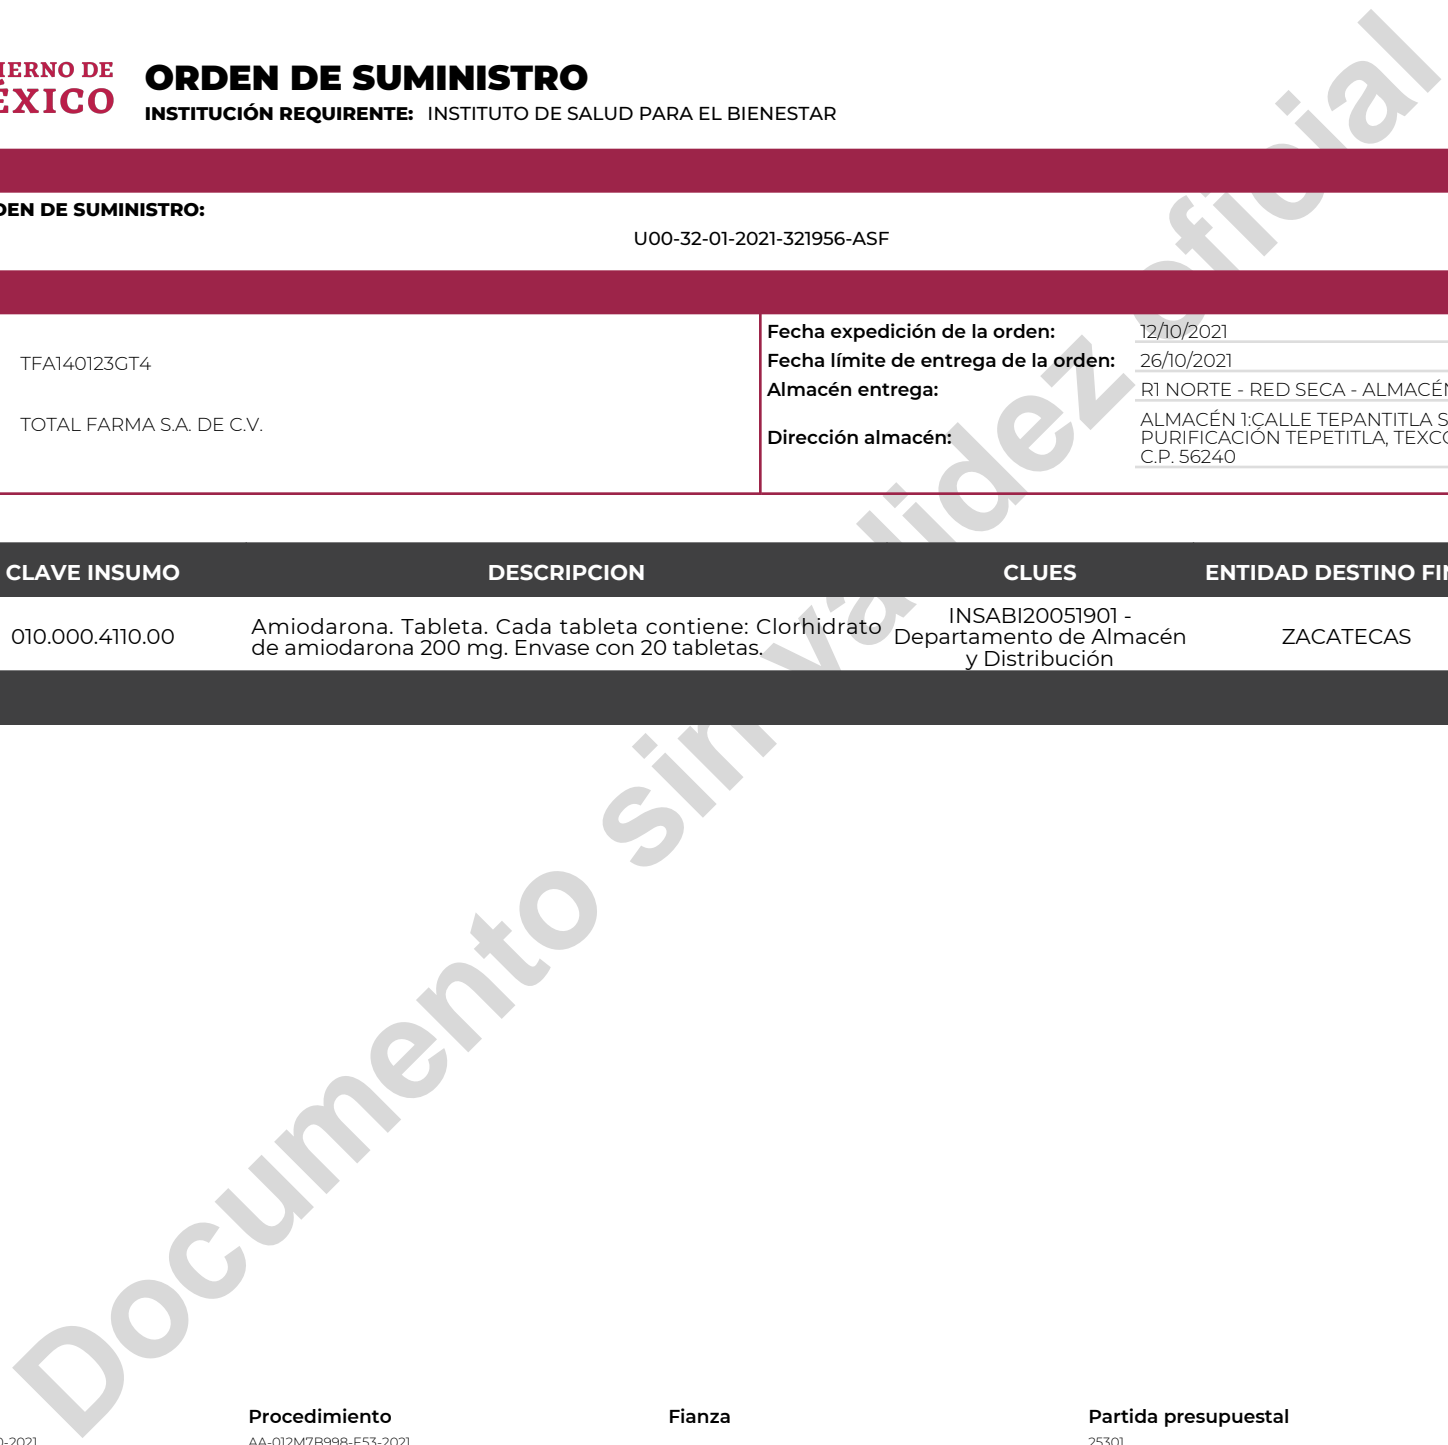 IERNO DE
ÉXICO
ORDEN DE SUMINISTRO
INSTITUCIÓN REQUIRENTE: INSTITUTO DE SALUD PARA EL BIENESTAR
DEN DE SUMINISTRO:
U00-32-01-2021-321956-ASF
TFA140123GT4
TOTAL FARMA S.A. DE C.V.
Fecha expedición de la orden: 12/10/2021
Fecha límite de entrega de la orden: 26/10/2021
Almacén entrega: R1 NORTE - RED SECA - ALMACÉN
Dirección almacén:
ALMACÉN 1:CALLE TEPANTITLA S
PURIFICACIÓN TEPETITLA, TEXCO
C.P. 56240
CLAVE INSUMO DESCRIPCION CLUES ENTIDAD DESTINO FIN
010.000.4110.00
Amiodarona. Tableta. Cada tableta contiene: Clorhidrato
de amiodarona 200 mg. Envase con 20 tabletas.
INSABI20051901 -
Departamento de Almacén
y Distribución
ZACATECAS
Documento sin validez oficial
Procedimiento Fianza Partida presupuestal
0-2021 AA-012M7B998-E53-2021 25301